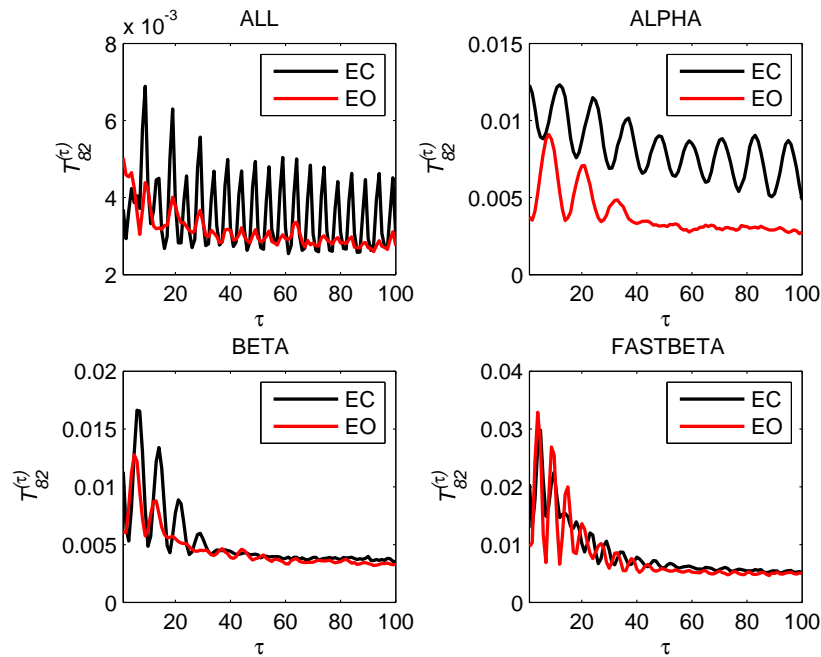 ALL
x 10^-3
8
6
4
2
20 40 60 80 100
τ
T_82^(τ)
EC
EO
ALPHA
0.015
0.01
0.005
0
20 40 60 80 100
τ
T_82^(τ)
EC
EO
BETA
0.02
0.015
0.01
0.005
0
20 40 60 80 100
τ
T_82^(τ)
EC
EO
FASTBETA
0.04
0.03
0.02
0.01
0
20 40 60 80 100
τ
T_82^(τ)
EC
EO